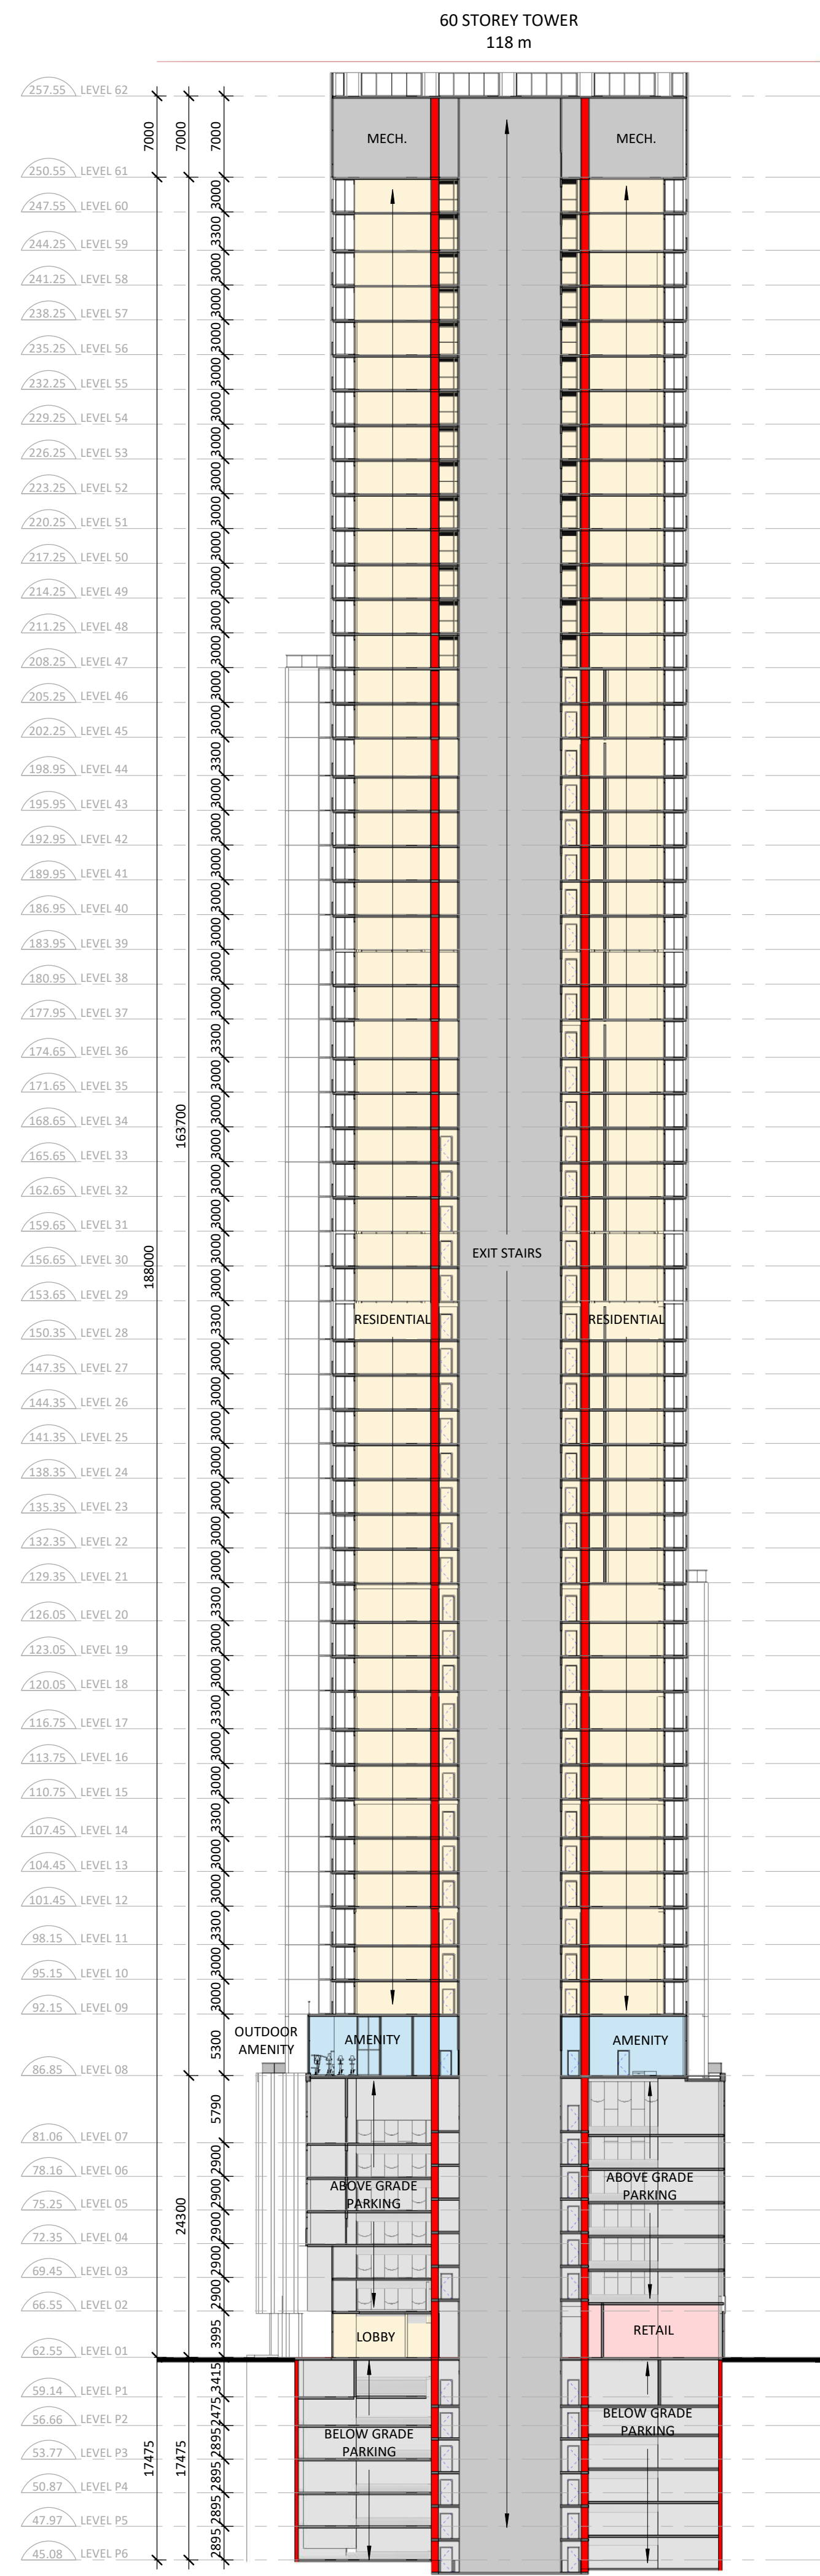 60 STOREY TOWER
118 m
257.55 LEVEL 62
7000 7000 7000
MECH. MECH.
250.55 LEVEL 61
3000
247.55 LEVEL 60
3300
244.25 LEVEL 59
3000
241.25 LEVEL 58
3000
238.25 LEVEL 57
3000
235.25 LEVEL 56
3000
232.25 LEVEL 55
3000
229.25 LEVEL 54
3000
226.25 LEVEL 53
3000
223.25 LEVEL 52
3000
220.25 LEVEL 51
3000
217.25 LEVEL 50
3000
214.25 LEVEL 49
3000
211.25 LEVEL 48
3000
208.25 LEVEL 47
3000
205.25 LEVEL 46
3000
202.25 LEVEL 45
3300
198.95 LEVEL 44
3000
195.95 LEVEL 43
3000
192.95 LEVEL 42
3000
189.95 LEVEL 41
3000
186.95 LEVEL 40
3000
183.95 LEVEL 39
3000
180.95 LEVEL 38
3000
177.95 LEVEL 37
3300
174.65 LEVEL 36
3000
171.65 LEVEL 35
3000
168.65 LEVEL 34
163700
3000
165.65 LEVEL 33
3000
162.65 LEVEL 32
3000
159.65 LEVEL 31
3000
188000
EXIT STAIRS
156.65 LEVEL 30
3000
153.65 LEVEL 29
3300
RESIDENTIAL RESIDENTIAL
150.35 LEVEL 28
3000
147.35 LEVEL 27
3000
144.35 LEVEL 26
3000
141.35 LEVEL 25
3000
138.35 LEVEL 24
3000
135.35 LEVEL 23
3000
132.35 LEVEL 22
3000
129.35 LEVEL 21
3300
126.05 LEVEL 20
3000
123.05 LEVEL 19
3000
120.05 LEVEL 18
3300
116.75 LEVEL 17
3000
113.75 LEVEL 16
3000
110.75 LEVEL 15
3300
107.45 LEVEL 14
3000
104.45 LEVEL 13
3000
101.45 LEVEL 12
3300
98.15 LEVEL 11
3000
95.15 LEVEL 10
3000
92.15 LEVEL 09
5300
OUTDOOR
AMENITY
AMENITY AMENITY
86.85 LEVEL 08
5790
81.06 LEVEL 07
2900
78.16 LEVEL 06
2900
ABOVE GRADE
PARKING
ABOVE GRADE
PARKING
75.25 LEVEL 05
24300
2900
72.35 LEVEL 04
2900
69.45 LEVEL 03
2900
66.55 LEVEL 02
3995
LOBBY RETAIL
62.55 LEVEL 01
3415
59.14 LEVEL P1
2475
56.66 LEVEL P2
2895
BELOW GRADE
PARKING
BELOW GRADE
PARKING
53.77 LEVEL P3
17475 17475
2895
50.87 LEVEL P4
2895
47.97 LEVEL P5
2895
45.08 LEVEL P6